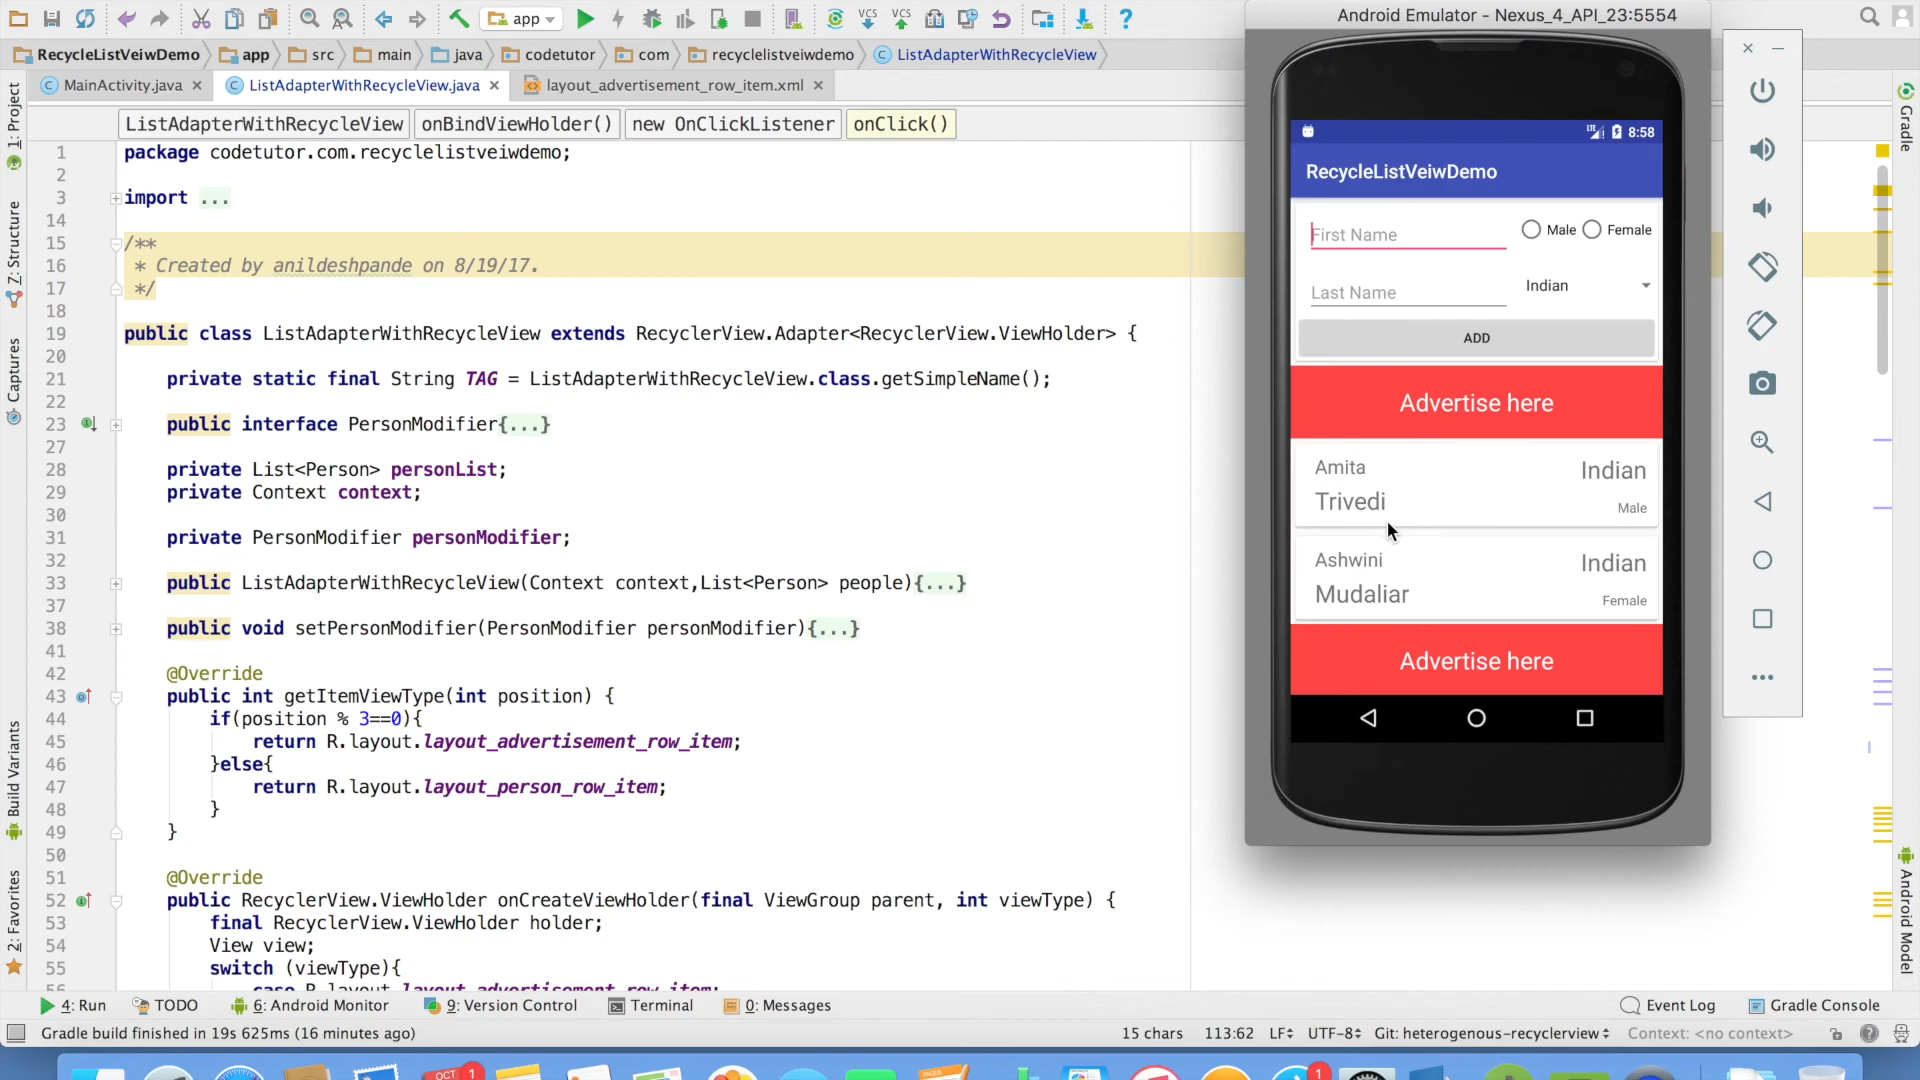 Android Emulator - Nexus_4_API_23:5554
app
VCS
VCS
RecycleListVeiwDemo
app
src
main
java
codetutor
com
recyclelistveiwdemo
ListAdapterWithRecycleView
MainActivity.java
ListAdapterWithRecycleView.java
layout_advertisement_row_item.xml
ListAdapterWithRecycleView
onBindViewHolder()
new OnClickListener
onClick()
1: Project
Z: Structure
Captures
Build Variants
2: Favorites
Gradle
Android Model
1 package codetutor.com.recyclelistveiwdemo;
2
3 import ...
14
15 /**
16 * Created by anildeshpande on 8/19/17.
17 */
18
19 public class ListAdapterWithRecycleView extends RecyclerView.Adapter<RecyclerView.ViewHolder> {
20
21 private static final String TAG = ListAdapterWithRecycleView.class.getSimpleName();
22
23 public interface PersonModifier{...}
27
28 private List<Person> personList;
29 private Context context;
30
31 private PersonModifier personModifier;
32
33 public ListAdapterWithRecycleView(Context context,List<Person> people){...}
37
38 public void setPersonModifier(PersonModifier personModifier){...}
41
42 @Override
43 public int getItemViewType(int position) {
44 if(position % 3==0){
45 return R.layout.layout_advertisement_row_item;
46 }else{
47 return R.layout.layout_person_row_item;
48 }
49 }
50
51 @Override
52 public RecyclerView.ViewHolder onCreateViewHolder(final ViewGroup parent, int viewType) {
53 final RecyclerView.ViewHolder holder;
54 View view;
55 switch (viewType){
56 case R.layout.layout_advertisement_row_item:
LTE 8:58
RecycleListVeiwDemo
First Name
Male
Female
Last Name
Indian
ADD
Advertise here
Amita
Indian
Trivedi
Male
Ashwini
Indian
Mudaliar
Female
Advertise here
4: Run
TODO
6: Android Monitor
9: Version Control
Terminal
0: Messages
Event Log
Gradle Console
Gradle build finished in 19s 625ms (16 minutes ago)
15 chars
113:62
LF
UTF-8
Git: heterogenous-recyclerview
Context: <no context>
OCT
1
1